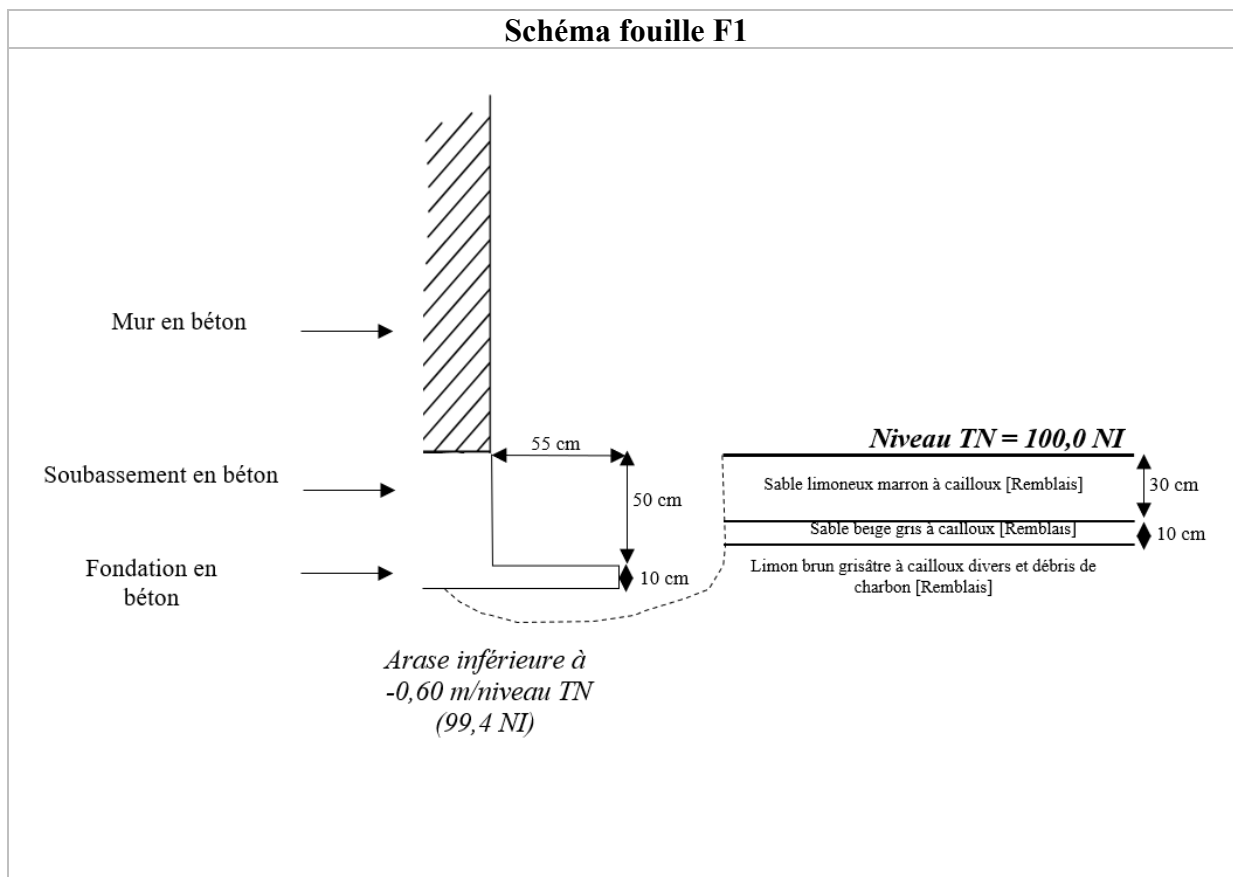 Schéma fouille F1
Mur en béton
Soubassement en béton
Fondation en
béton
55 cm
50 cm
10 cm
Arase inférieure à
-0,60 m/niveau TN
(99,4 NI)
Niveau TN = 100,0 NI
Sable limoneux marron à cailloux [Remblais]
30 cm
Sable beige gris à cailloux [Remblais]
10 cm
Limon brun grisâtre à cailloux divers et débris de
charbon [Remblais]